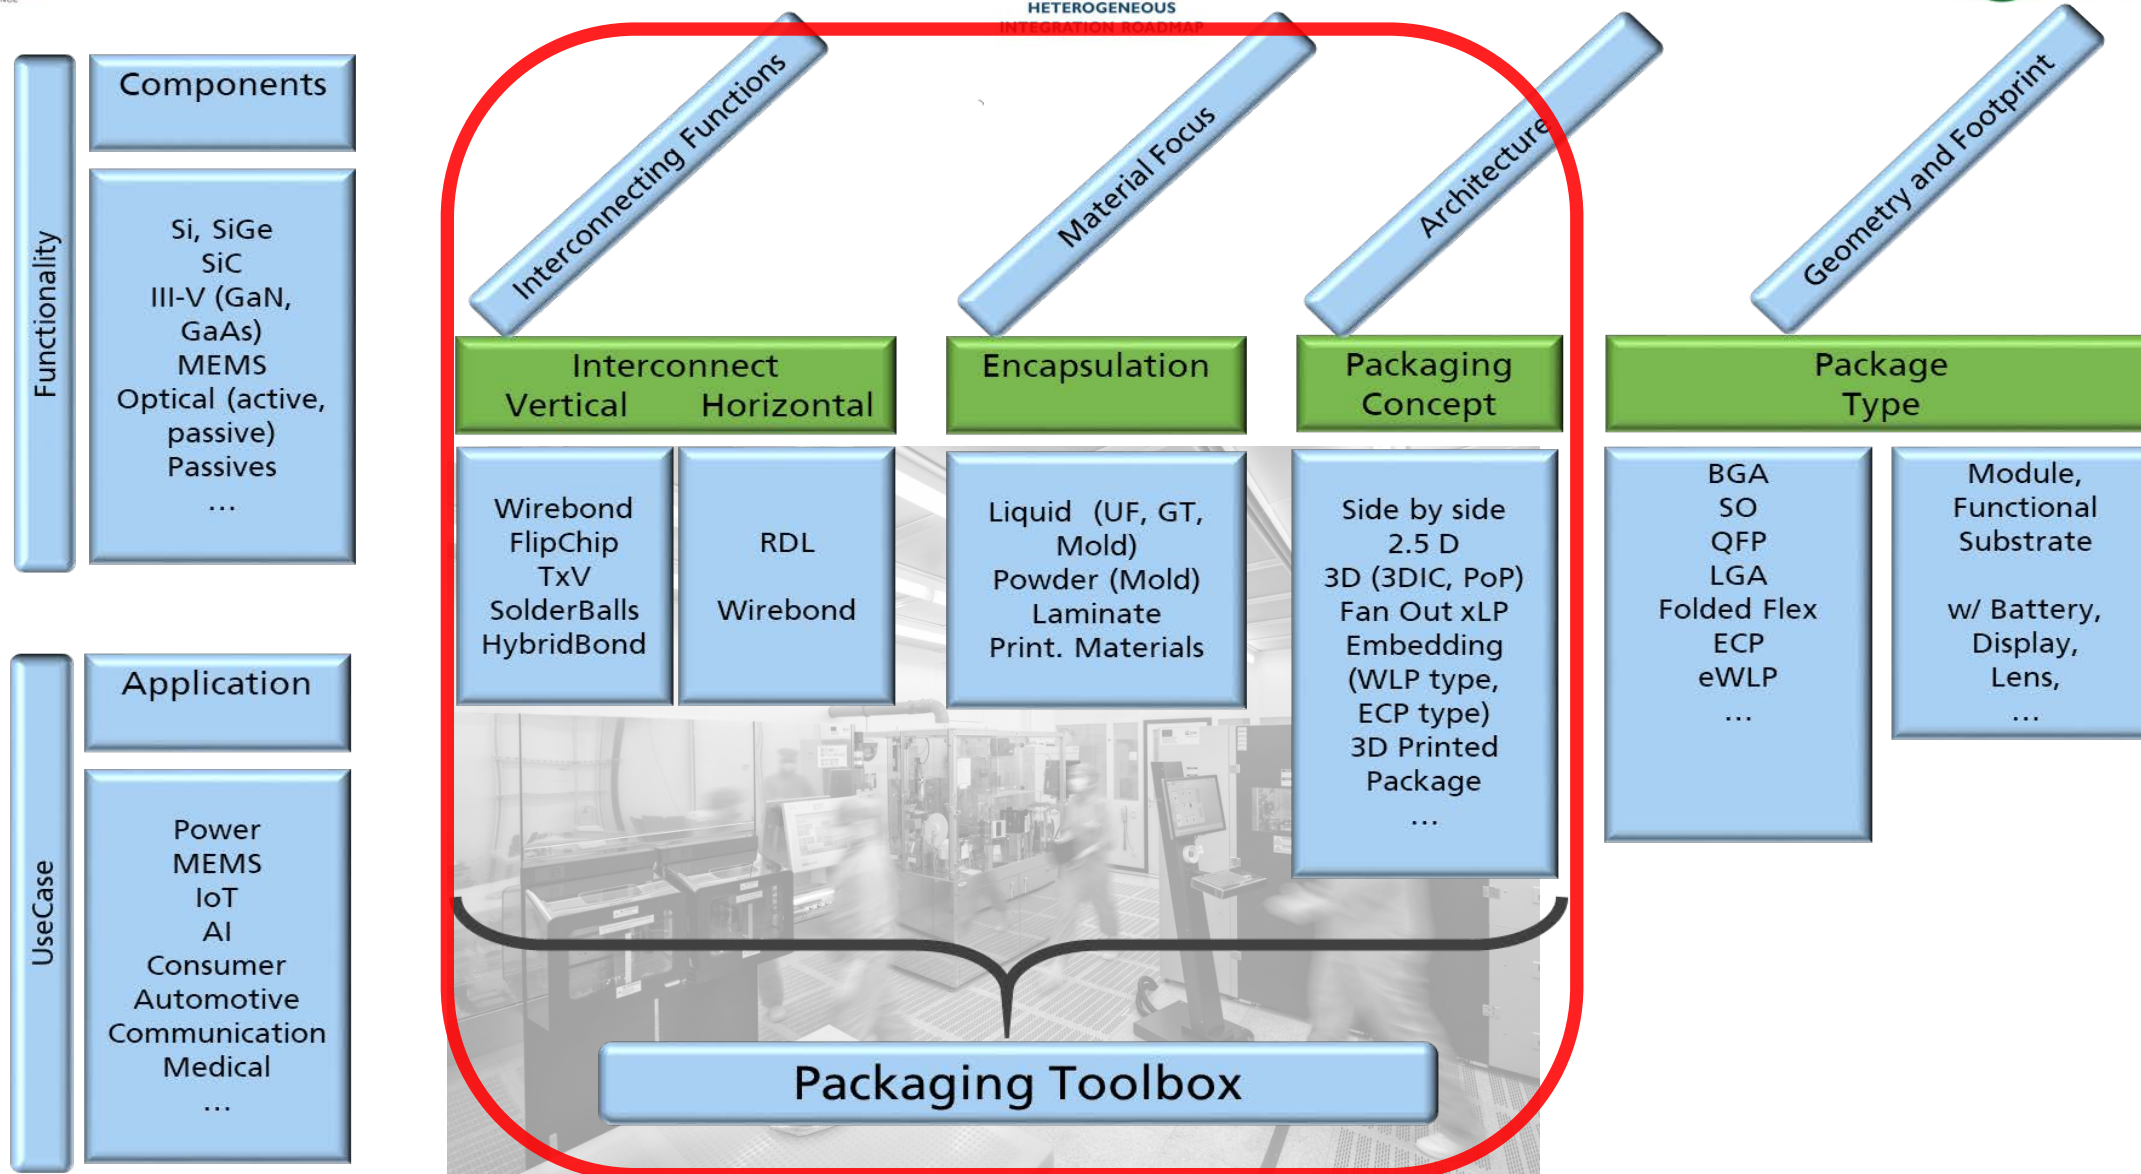 HETEROGENEOUS
INTEGRATION ROADMAP
Functionality
Components
Si, SiGe
SiC
III-V (GaN,
GaAs)
MEMS
Optical (active,
passive)
Passives
...
UseCase
Application
Power
MEMS
IoT
AI
Consumer
Automotive
Communication
Medical
...
Interconnecting Functions
Material Focus
Architecture
Geometry and Footprint
Interconnect
Vertical Horizontal
Wirebond
FlipChip
TxV
SolderBalls
HybridBond
RDL
Wirebond
Encapsulation
Liquid (UF, GT,
Mold)
Powder (Mold)
Laminate
Print. Materials
Packaging
Concept
Side by side
2.5 D
3D (3DIC, PoP)
Fan Out xLP
Embedding
(WLP type,
ECP type)
3D Printed
Package
...
Package
Type
BGA
SO
QFP
LGA
Folded Flex
ECP
eWLP
...
Module,
Functional
Substrate
w/ Battery,
Display,
Lens,
...
Packaging Toolbox